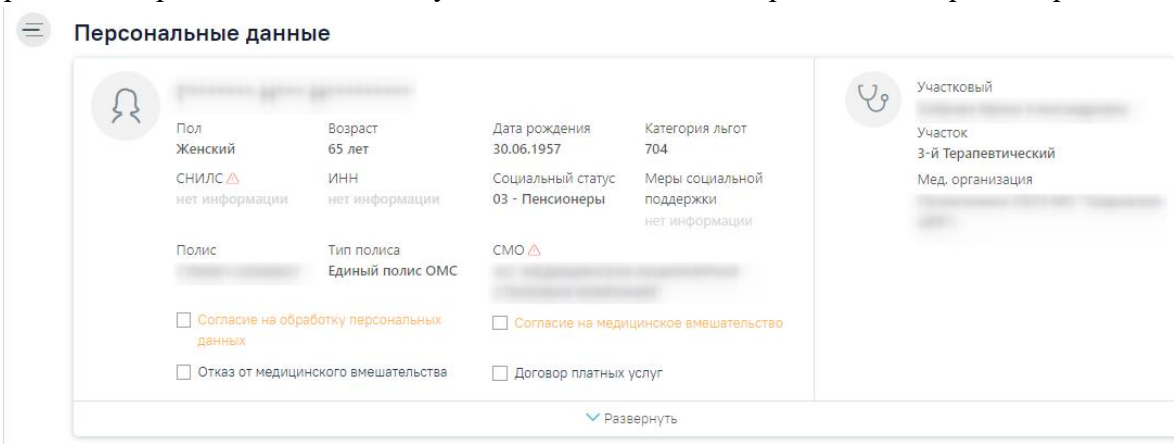 Персональные данные
Пол
Женский
Возраст
65 лет
Дата рождения
30.06.1957
Категория льгот
704
СНИЛС
нет информации
ИНН
нет информации
Социальный статус
03 - Пенсионеры
Меры социальной
поддержки
нет информации
Полис
Тип полиса
Единый полис ОМС
СМО
Согласие на обработку персональных
данных
Согласие на медицинское вмешательство
Отказ от медицинского вмешательства
Договор платных услуг
Участковый
Участок
3-й Терапевтический
Мед. организация
Развернуть